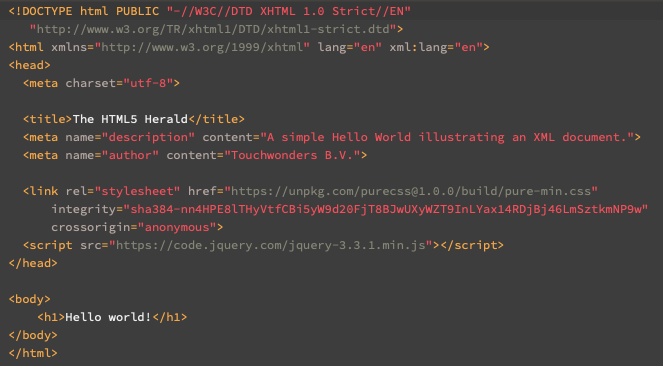 <!DOCTYPE html PUBLIC "-//W3C//DTD XHTML 1.0 Strict//EN"
"http://www.w3.org/TR/xhtml1/DTD/xhtml1-strict.dtd">
<html xmlns="http://www.w3.org/1999/xhtml" lang="en" xml:lang="en">
<head>
<meta charset="utf-8">
<title>The HTML5 Herald</title>
<meta name="description" content="A simple Hello World illustrating an XML document.">
<meta name="author" content="Touchwonders B.V.">
<link rel="stylesheet" href="https://unpkg.com/purecss@1.0.0/build/pure-min.css"
integrity="sha384-nn4HPE8lTHyVtfCBi5yW9d20FjT8BJwUXyWZT9InLYax14RDjBj46LmSztkmNP9w"
crossorigin="anonymous">
<script src="https://code.jquery.com/jquery-3.3.1.min.js"></script>
</head>
<body>
<h1>Hello world!</h1>
</body>
</html>